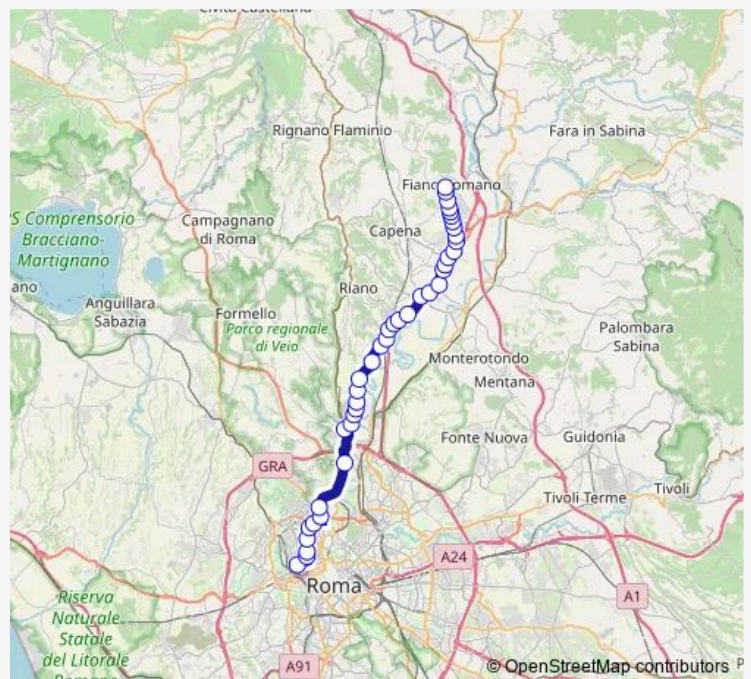 Civita Castellana
Rignano Flaminio
Fara in Sabina
Fiano Romano
Comprensorio
Bracciano-
Martignano
Campagnano
di Roma
Capena
Anguillara
Sabazia
Riano
Formello
Parco regionale
di Veio
Palombara
Sabina
Monterotondo
Mentana
Fonte Nuova
Guidonia
GRA
Tivoli Terme
Tivoli
A24
Roma
A1
Riserva
Naturale
Statale
del Litorale
A91
© OpenStreetMap contributors